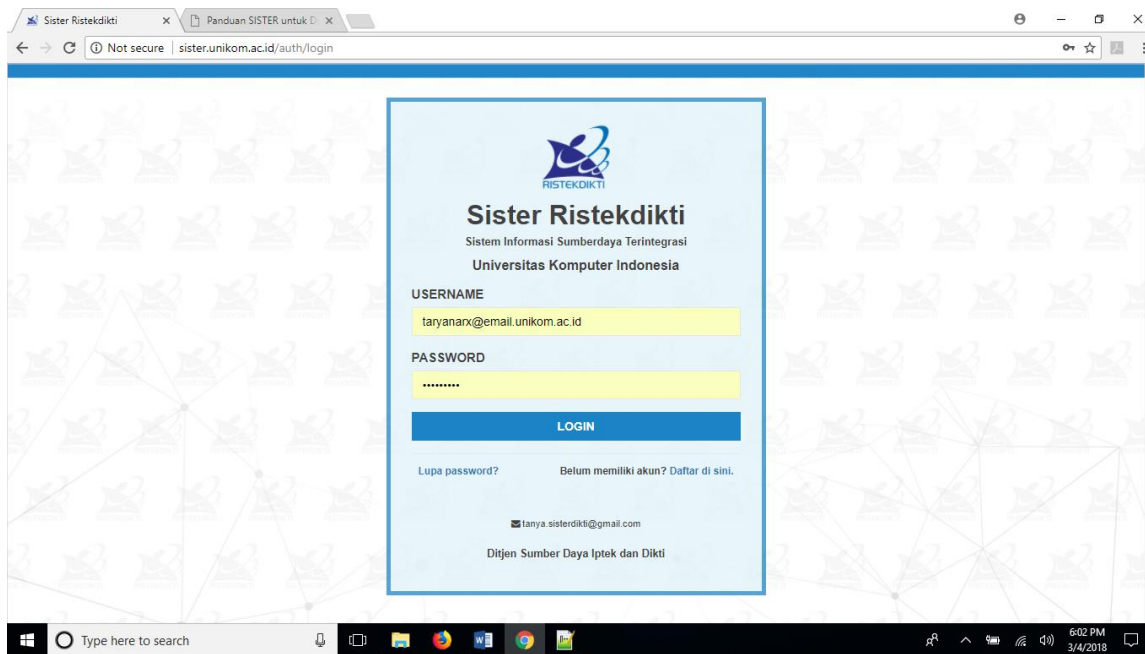 Sister Ristekdikti
Panduan SISTER untuk D
Not secure
sister.unikom.ac.id/auth/login
RISTEKDIKTI
Sister Ristekdikti
Sistem Informasi Sumberdaya Terintegrasi
Universitas Komputer Indonesia
USERNAME
taryanarx@email.unikom.ac.id
PASSWORD
•••••••••
LOGIN
Lupa password?
Belum memiliki akun? Daftar di sini.
tanya.sisterdikti@gmail.com
Ditjen Sumber Daya Iptek dan Dikti
Type here to search
6:02 PM
3/4/2018